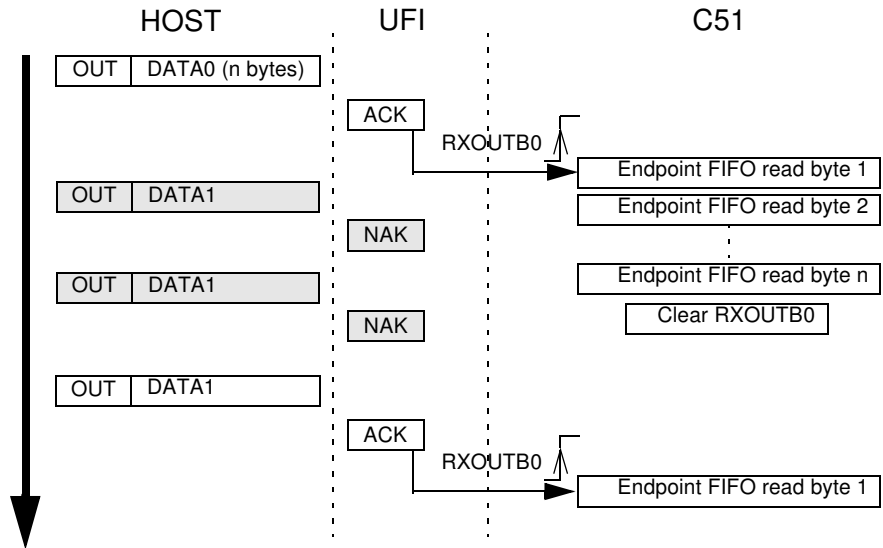 HOST UFI C51
OUT DATA0 (n bytes)
ACK
RXOUTB0
Endpoint FIFO read byte 1
OUT DATA1
Endpoint FIFO read byte 2
NAK
OUT DATA1
Endpoint FIFO read byte n
NAK
Clear RXOUTB0
OUT DATA1
ACK
RXOUTB0
Endpoint FIFO read byte 1